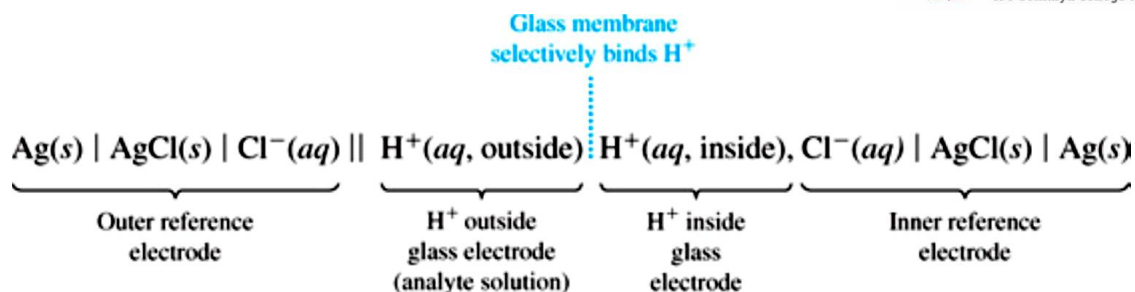 Glass membrane
selectively binds H⁺
Ag(s) | AgCl(s) | Cl⁻(aq) || H⁺(aq, outside) ⋮ H⁺(aq, inside), Cl⁻(aq) | AgCl(s) | Ag(s)
Outer reference
electrode
H⁺ outside
glass electrode
(analyte solution)
H⁺ inside
glass
electrode
Inner reference
electrode